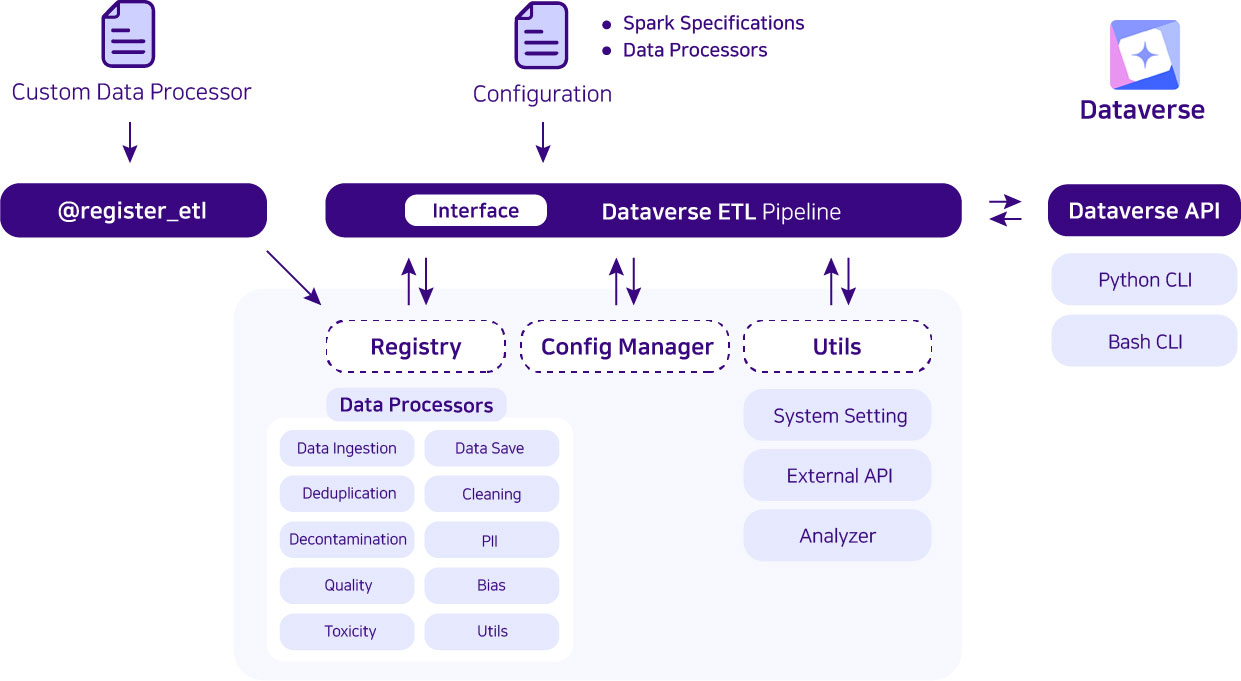 Custom Data Processor
Configuration
Spark Specifications
Data Processors
Dataverse
@register_etl
Interface
Dataverse ETL Pipeline
Dataverse API
Python CLI
Bash CLI
Registry
Config Manager
Utils
Data Processors
Data Ingestion
Data Save
Deduplication
Cleaning
Decontamination
PII
Quality
Bias
Toxicity
Utils
System Setting
External API
Analyzer